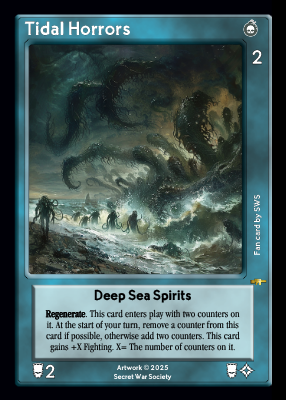 Tidal Horrors
2
Fan card by SWS
Deep Sea Spirits
Regenerate. This card enters play with two counters on
it. At the start of your turn, remove a counter from this
card if possible, otherwise add two counters. This card
gains +X Fighting. X= The number of counters on it.
2
Artwork © 2025
Secret War Society